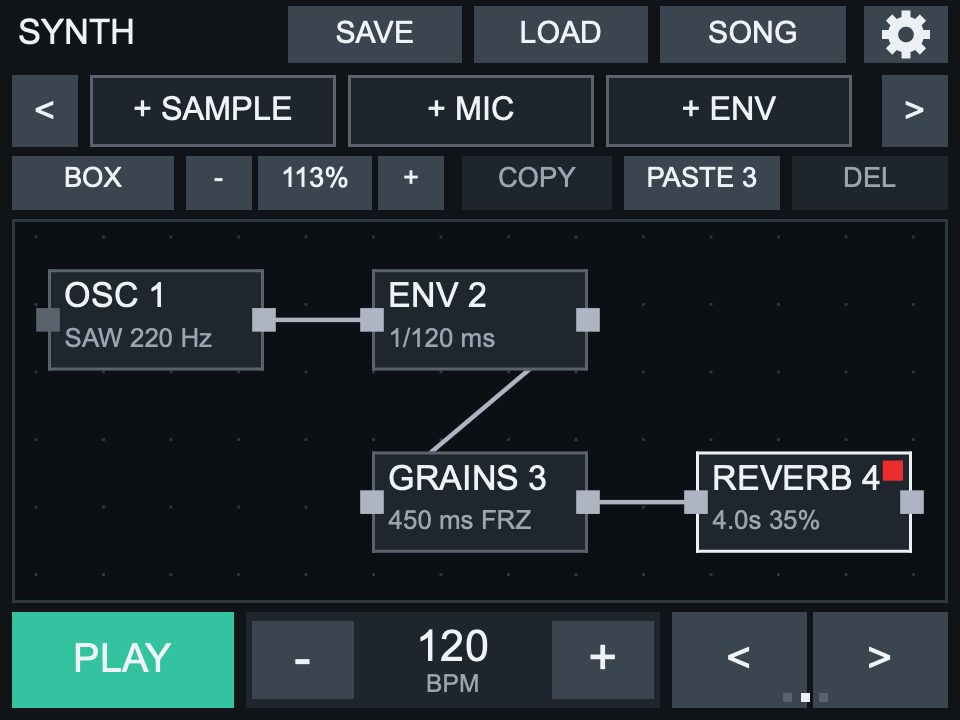 SYNTH SAVE LOAD SONG
< + SAMPLE + MIC + ENV >
BOX - 113% + COPY PASTE 3 DEL
OSC 1 ENV 2
SAW 220 Hz 1/120 ms
GRAINS 3 REVERB 4
450 ms FRZ 4.0s 35%
PLAY - 120 + < >
BPM